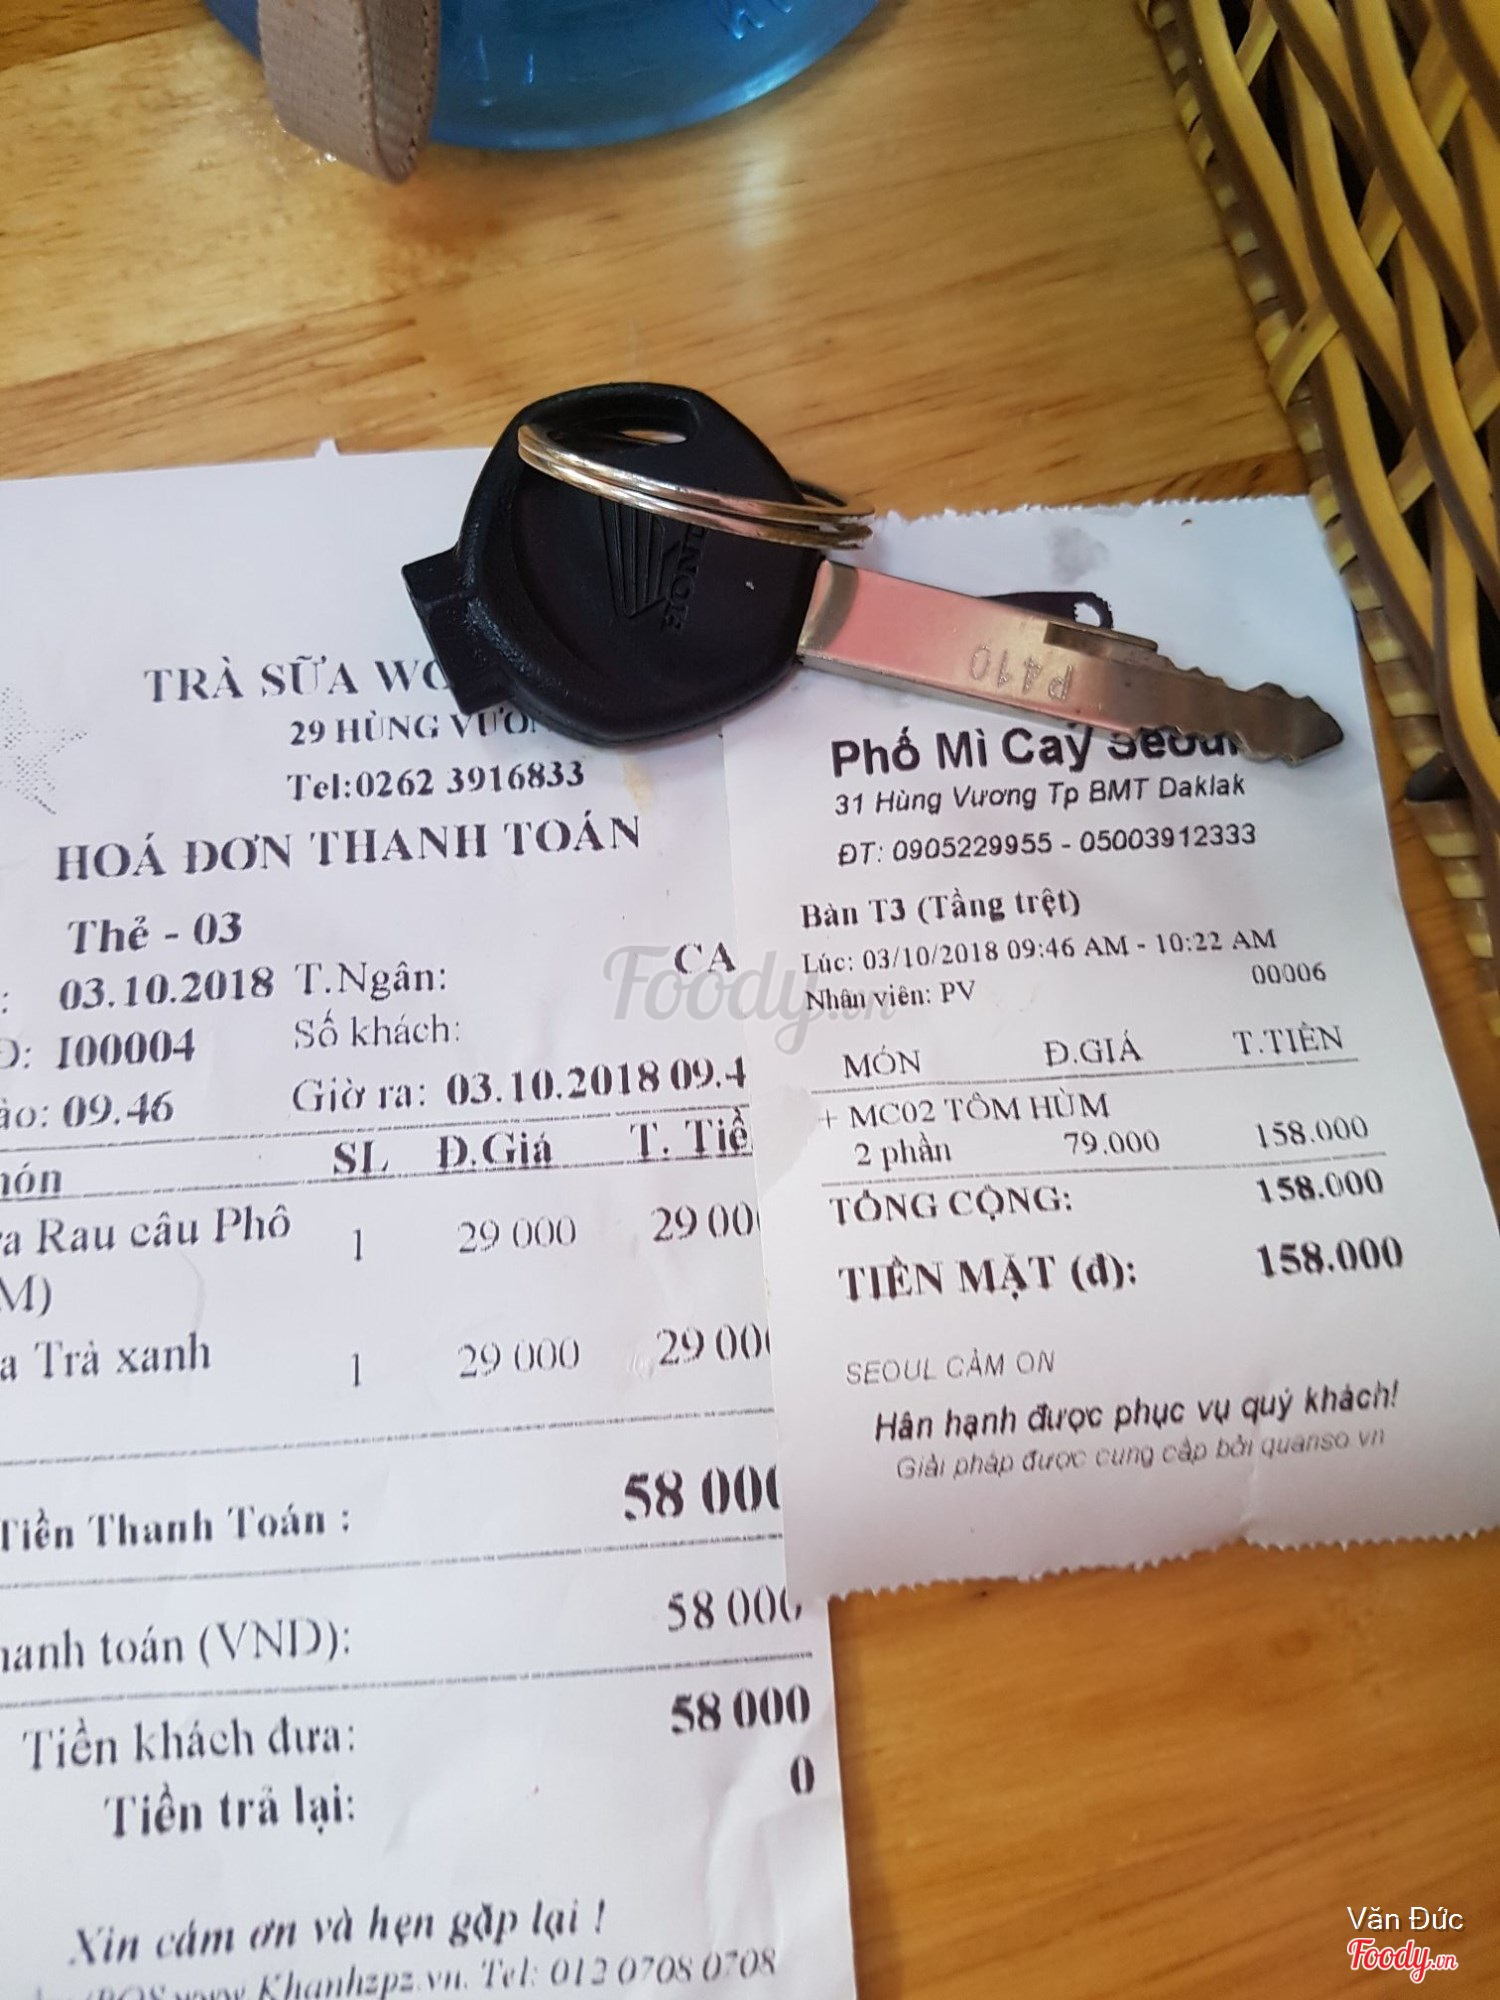 HONDA
P410
TRÀ SỮA
29 HÙNG VƯƠN
Tel:0262 3916833
HOÁ ĐƠN THANH TOÁN
Thẻ - 03
03.10.2018 T.Ngân: CA
I00004 Số khách:
09.46 Giờ ra: 03.10.2018 09.4
món SL Đ.Giá T. Tiề
Rau câu Phô 1 29 000 29 00
M)
Trà xanh 1 29 000 29 00
Tiền Thanh Toán : 58 000
hanh toán (VND): 58 000
Tiền khách đưa: 58 000
Tiền trả lại: 0
Xin cám ơn và hẹn gặp lại !
www.Khanhzpz.vn. Tel: 012 0708 0708
Phố Mì Cay Seoul
31 Hùng Vương Tp BMT Daklak
ĐT: 0905229955 - 05003912333
Bàn T3 (Tầng trệt)
Lúc: 03/10/2018 09:46 AM - 10:22 AM
Nhân viên: PV 00006
MÓN Đ.GIÁ T.TIỀN
+ MC02 TÔM HÙM
2 phần 79.000 158.000
TỔNG CỘNG: 158.000
TIỀN MẶT (đ): 158.000
SEOUL CẢM ƠN
Hân hạnh được phục vụ quý khách!
Giải pháp được cung cấp bởi quanso.vn
Foody.vn
Văn Đức
Foody.vn